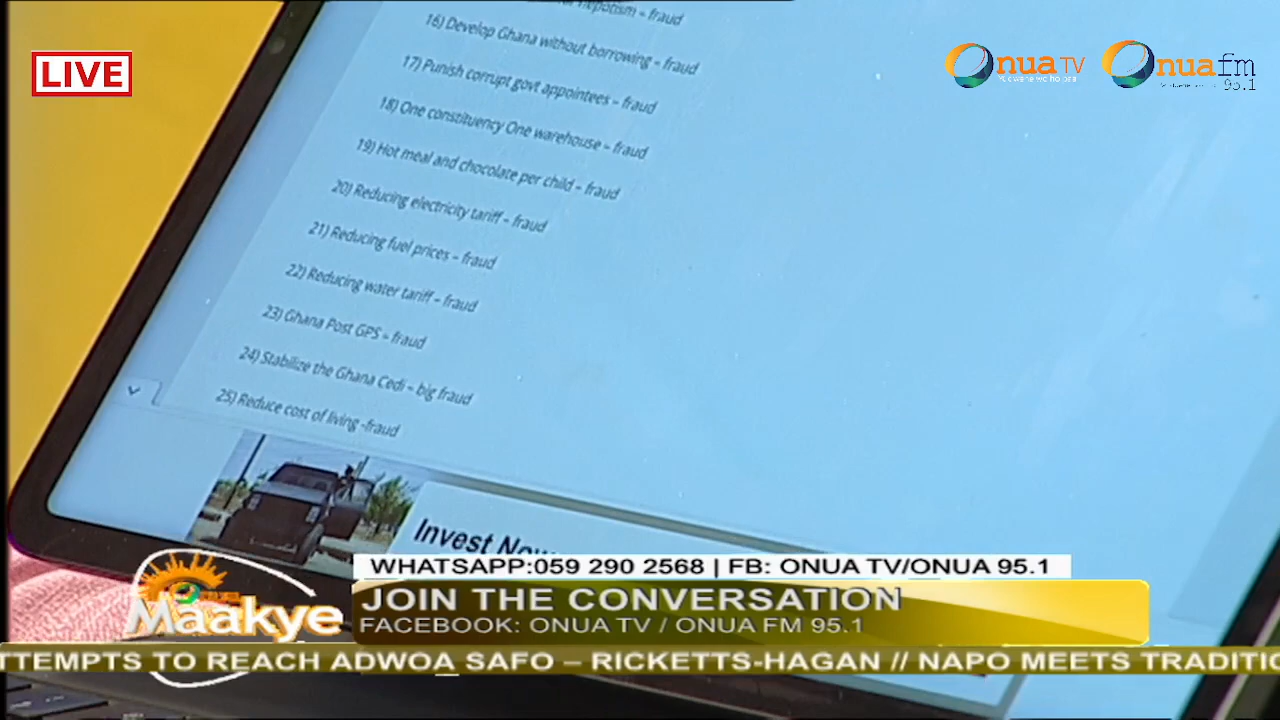 nepotism – fraud
16) Develop Ghana without borrowing – fraud
17) Punish corrupt govt appointees – fraud
18) One constituency One warehouse – fraud
19) Hot meal and chocolate per child – fraud
20) Reducing electricity tariff – fraud
21) Reducing fuel prices – fraud
22) Reducing water tariff – fraud
23) Ghana Post GPS – fraud
24) Stabilize the Ghana Cedi – big fraud
25) Reduce cost of living -fraud
Invest Now
LIVE
Onua TV
Onua fm
95.1
Maakye
WHATSAPP:059 290 2568 | FB: ONUA TV/ONUA 95.1
JOIN THE CONVERSATION
FACEBOOK: ONUA TV / ONUA FM 95.1
TTEMPTS TO REACH ADWOA SAFO – RICKETTS-HAGAN // NAPO MEETS TRADITIO